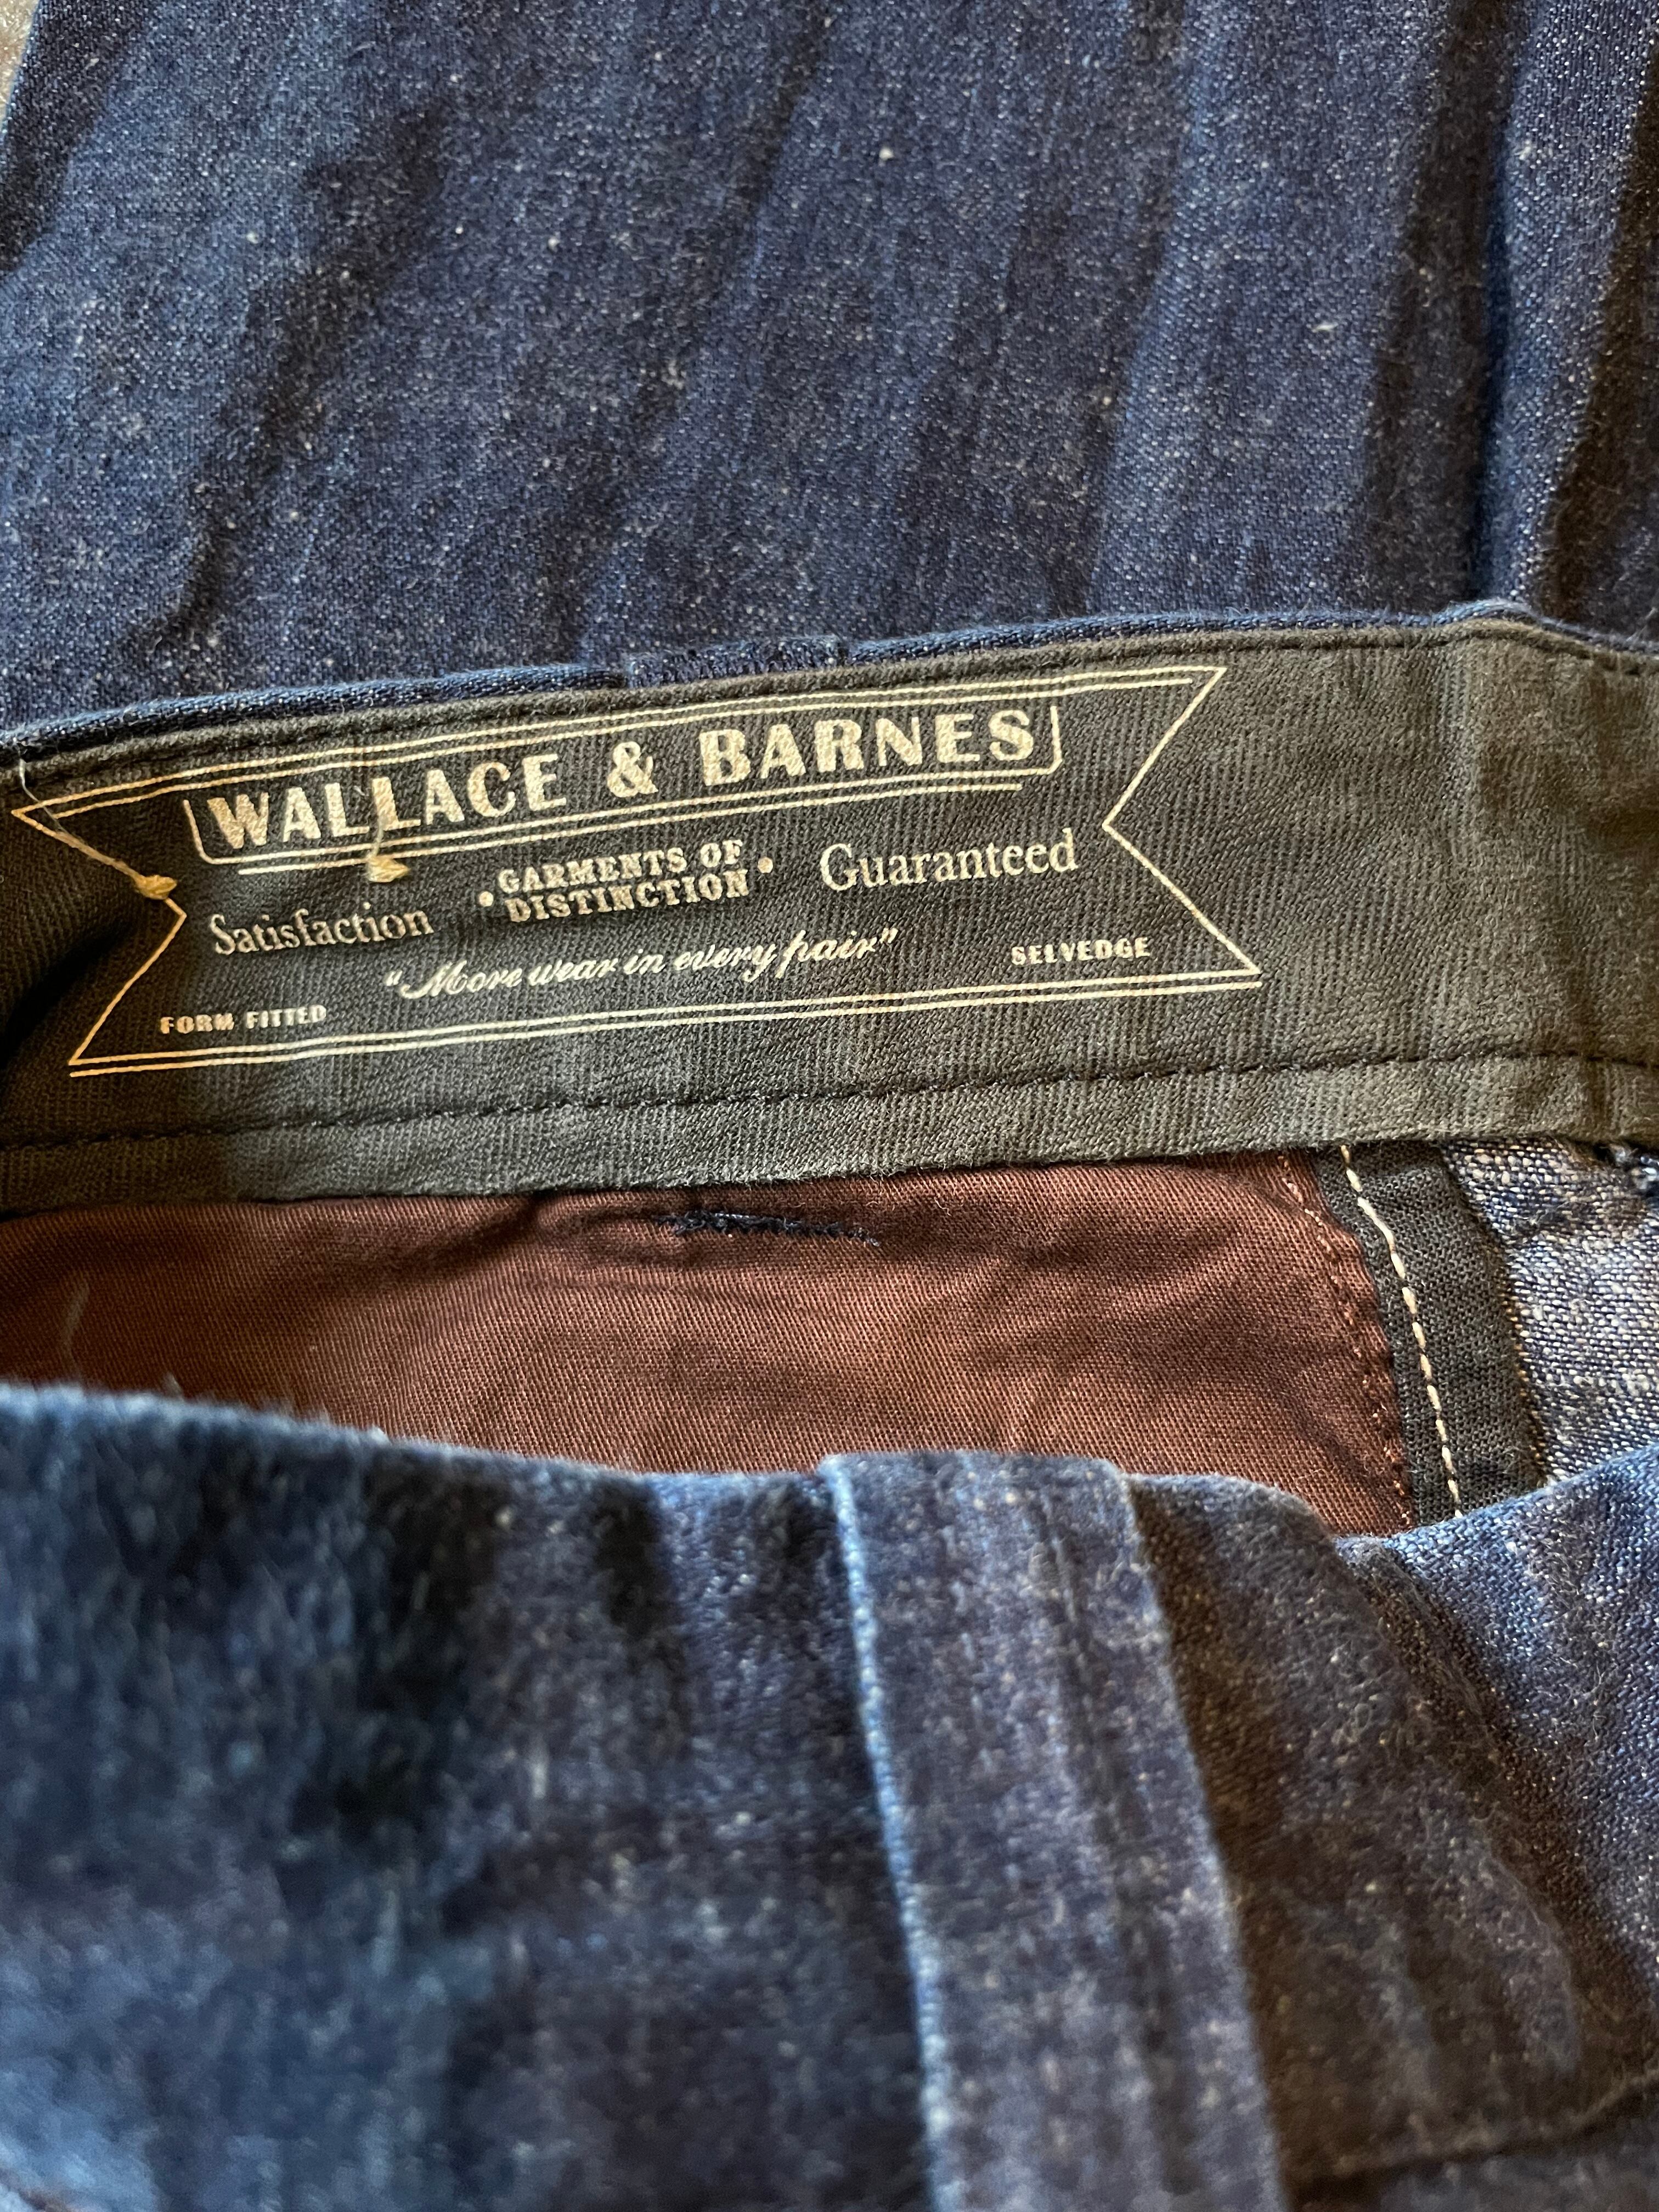 WALLACE & BARNES
Satisfaction • GARMENTS OF DISTINCTION • Guaranteed
"More wear in every pair"
FORM FITTED SELVEDGE